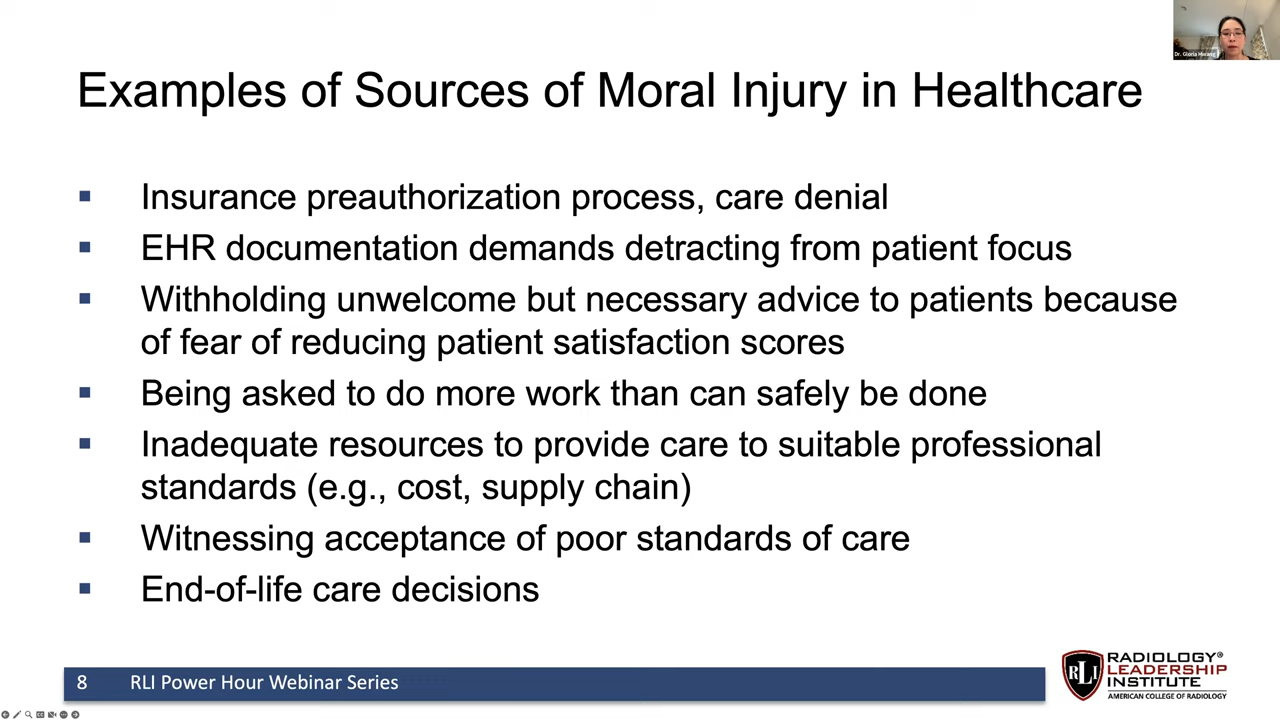 Dr. Gloria Hwang
Examples of Sources of Moral Injury in Healthcare
▪ Insurance preauthorization process, care denial
▪ EHR documentation demands detracting from patient focus
▪ Withholding unwelcome but necessary advice to patients because
of fear of reducing patient satisfaction scores
▪ Being asked to do more work than can safely be done
▪ Inadequate resources to provide care to suitable professional
standards (e.g., cost, supply chain)
▪ Witnessing acceptance of poor standards of care
▪ End-of-life care decisions
8 RLI Power Hour Webinar Series
RLI
RADIOLOGY®
LEADERSHIP
INSTITUTE
AMERICAN COLLEGE OF RADIOLOGY